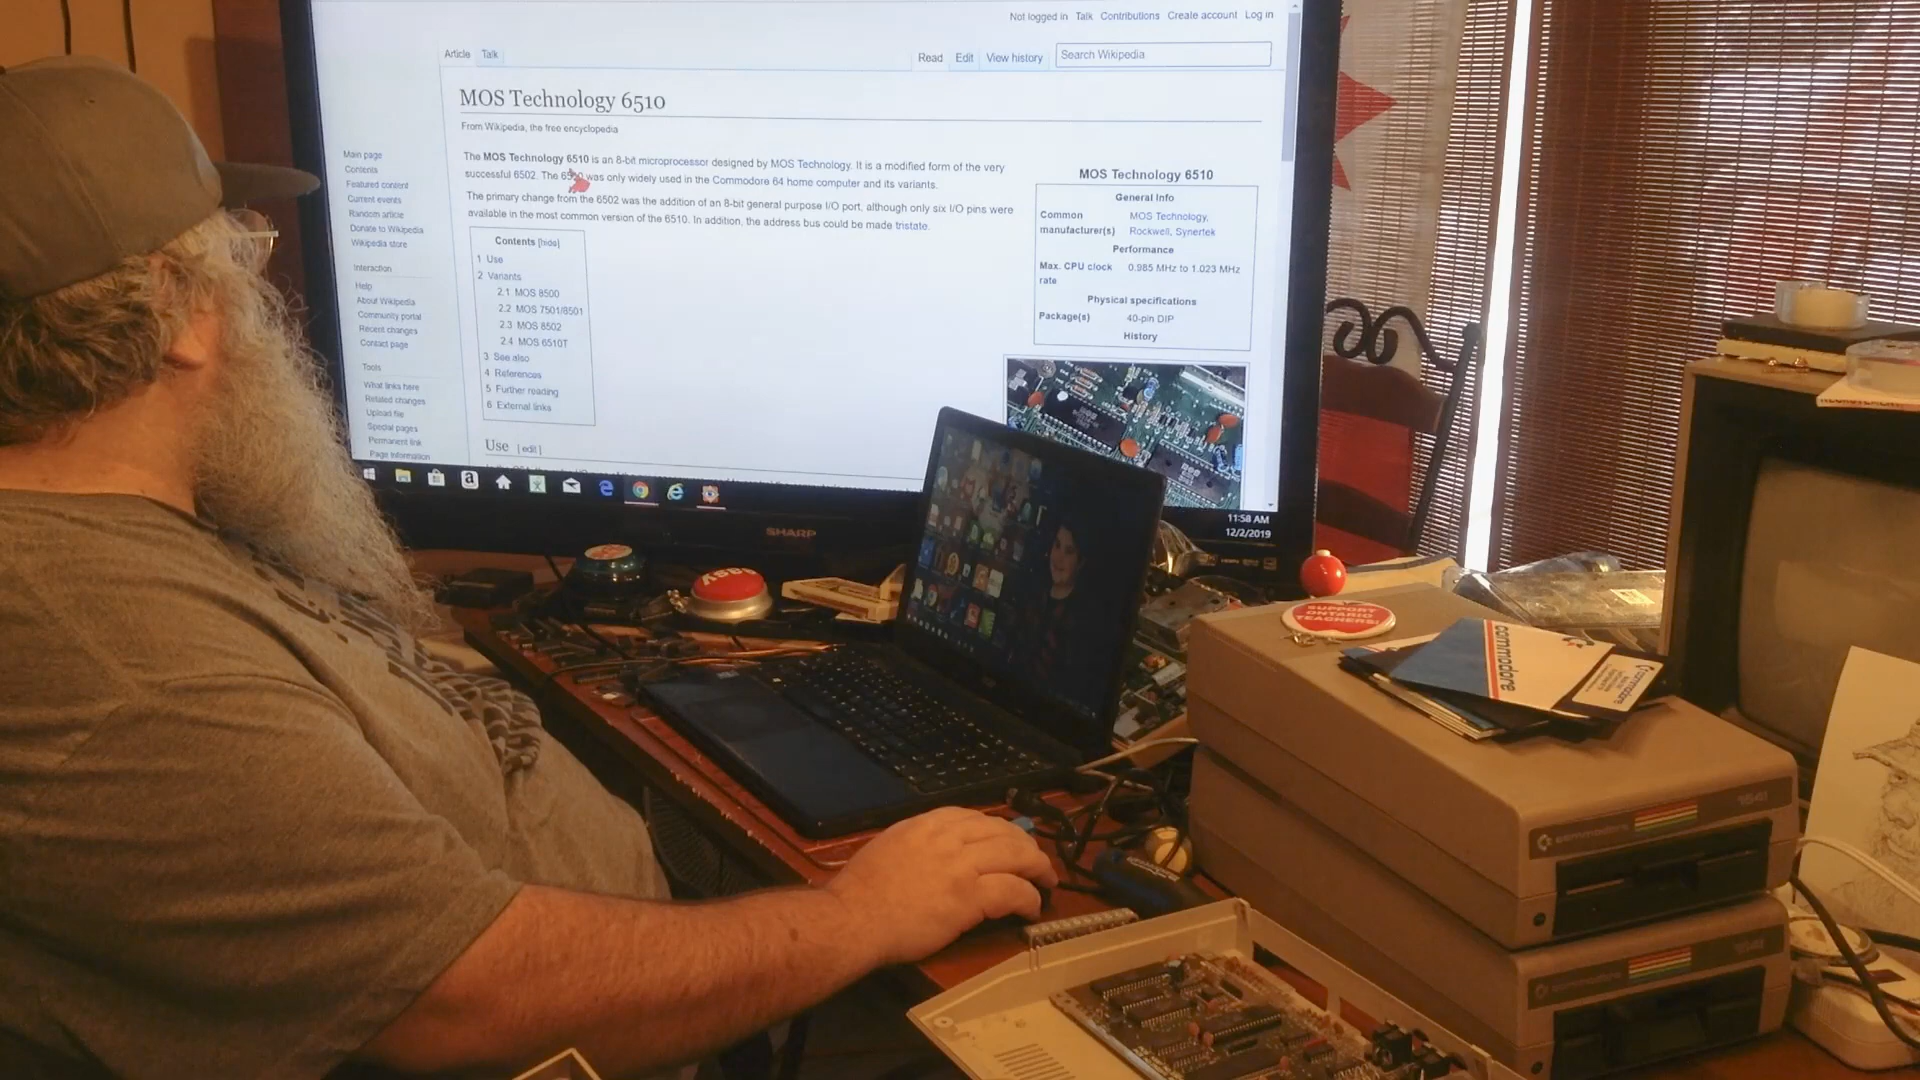 Not logged in Talk Contributions Create account Log in
Article Talk
Read Edit View history Search Wikipedia
MOS Technology 6510
From Wikipedia, the free encyclopedia
The MOS Technology 6510 is an 8-bit microprocessor designed by MOS Technology. It is a modified form of the very
successful 6502. The was only widely used in the Commodore 64 home computer and its variants.
The primary change from the 6502 was the addition of an 8-bit general purpose I/O port, although only six I/O pins were
available in the most common version of the 6510. In addition, the address bus could be made tristate.
Contents [hide]
1 Use
2 Variants
2.1 MOS 8500
2.2 MOS 7501/8501
2.3 MOS 8502
2.4 MOS 6510T
3 See also
4 References
5 Further reading
6 External links
Use [edit]
Main page
Contents
Featured content
Current events
Random article
Donate to Wikipedia
Wikipedia store
Interaction
Help
About Wikipedia
Community portal
Recent changes
Contact page
Tools
What links here
Related changes
Upload file
Special pages
Permanent link
Page information
MOS Technology 6510
General Info
Common
manufacturer(s)
MOS Technology,
Rockwell, Synertek
Performance
Max. CPU clock
rate
0.985 MHz to 1.023 MHz
Physical specifications
Package(s) 40-pin DIP
History
11:58 AM
12/2/2019
SHARP
easy
SUPPORT
ONTARIO
TEACHERS!
commodore
commodore
commodore 1541
commodore 1541